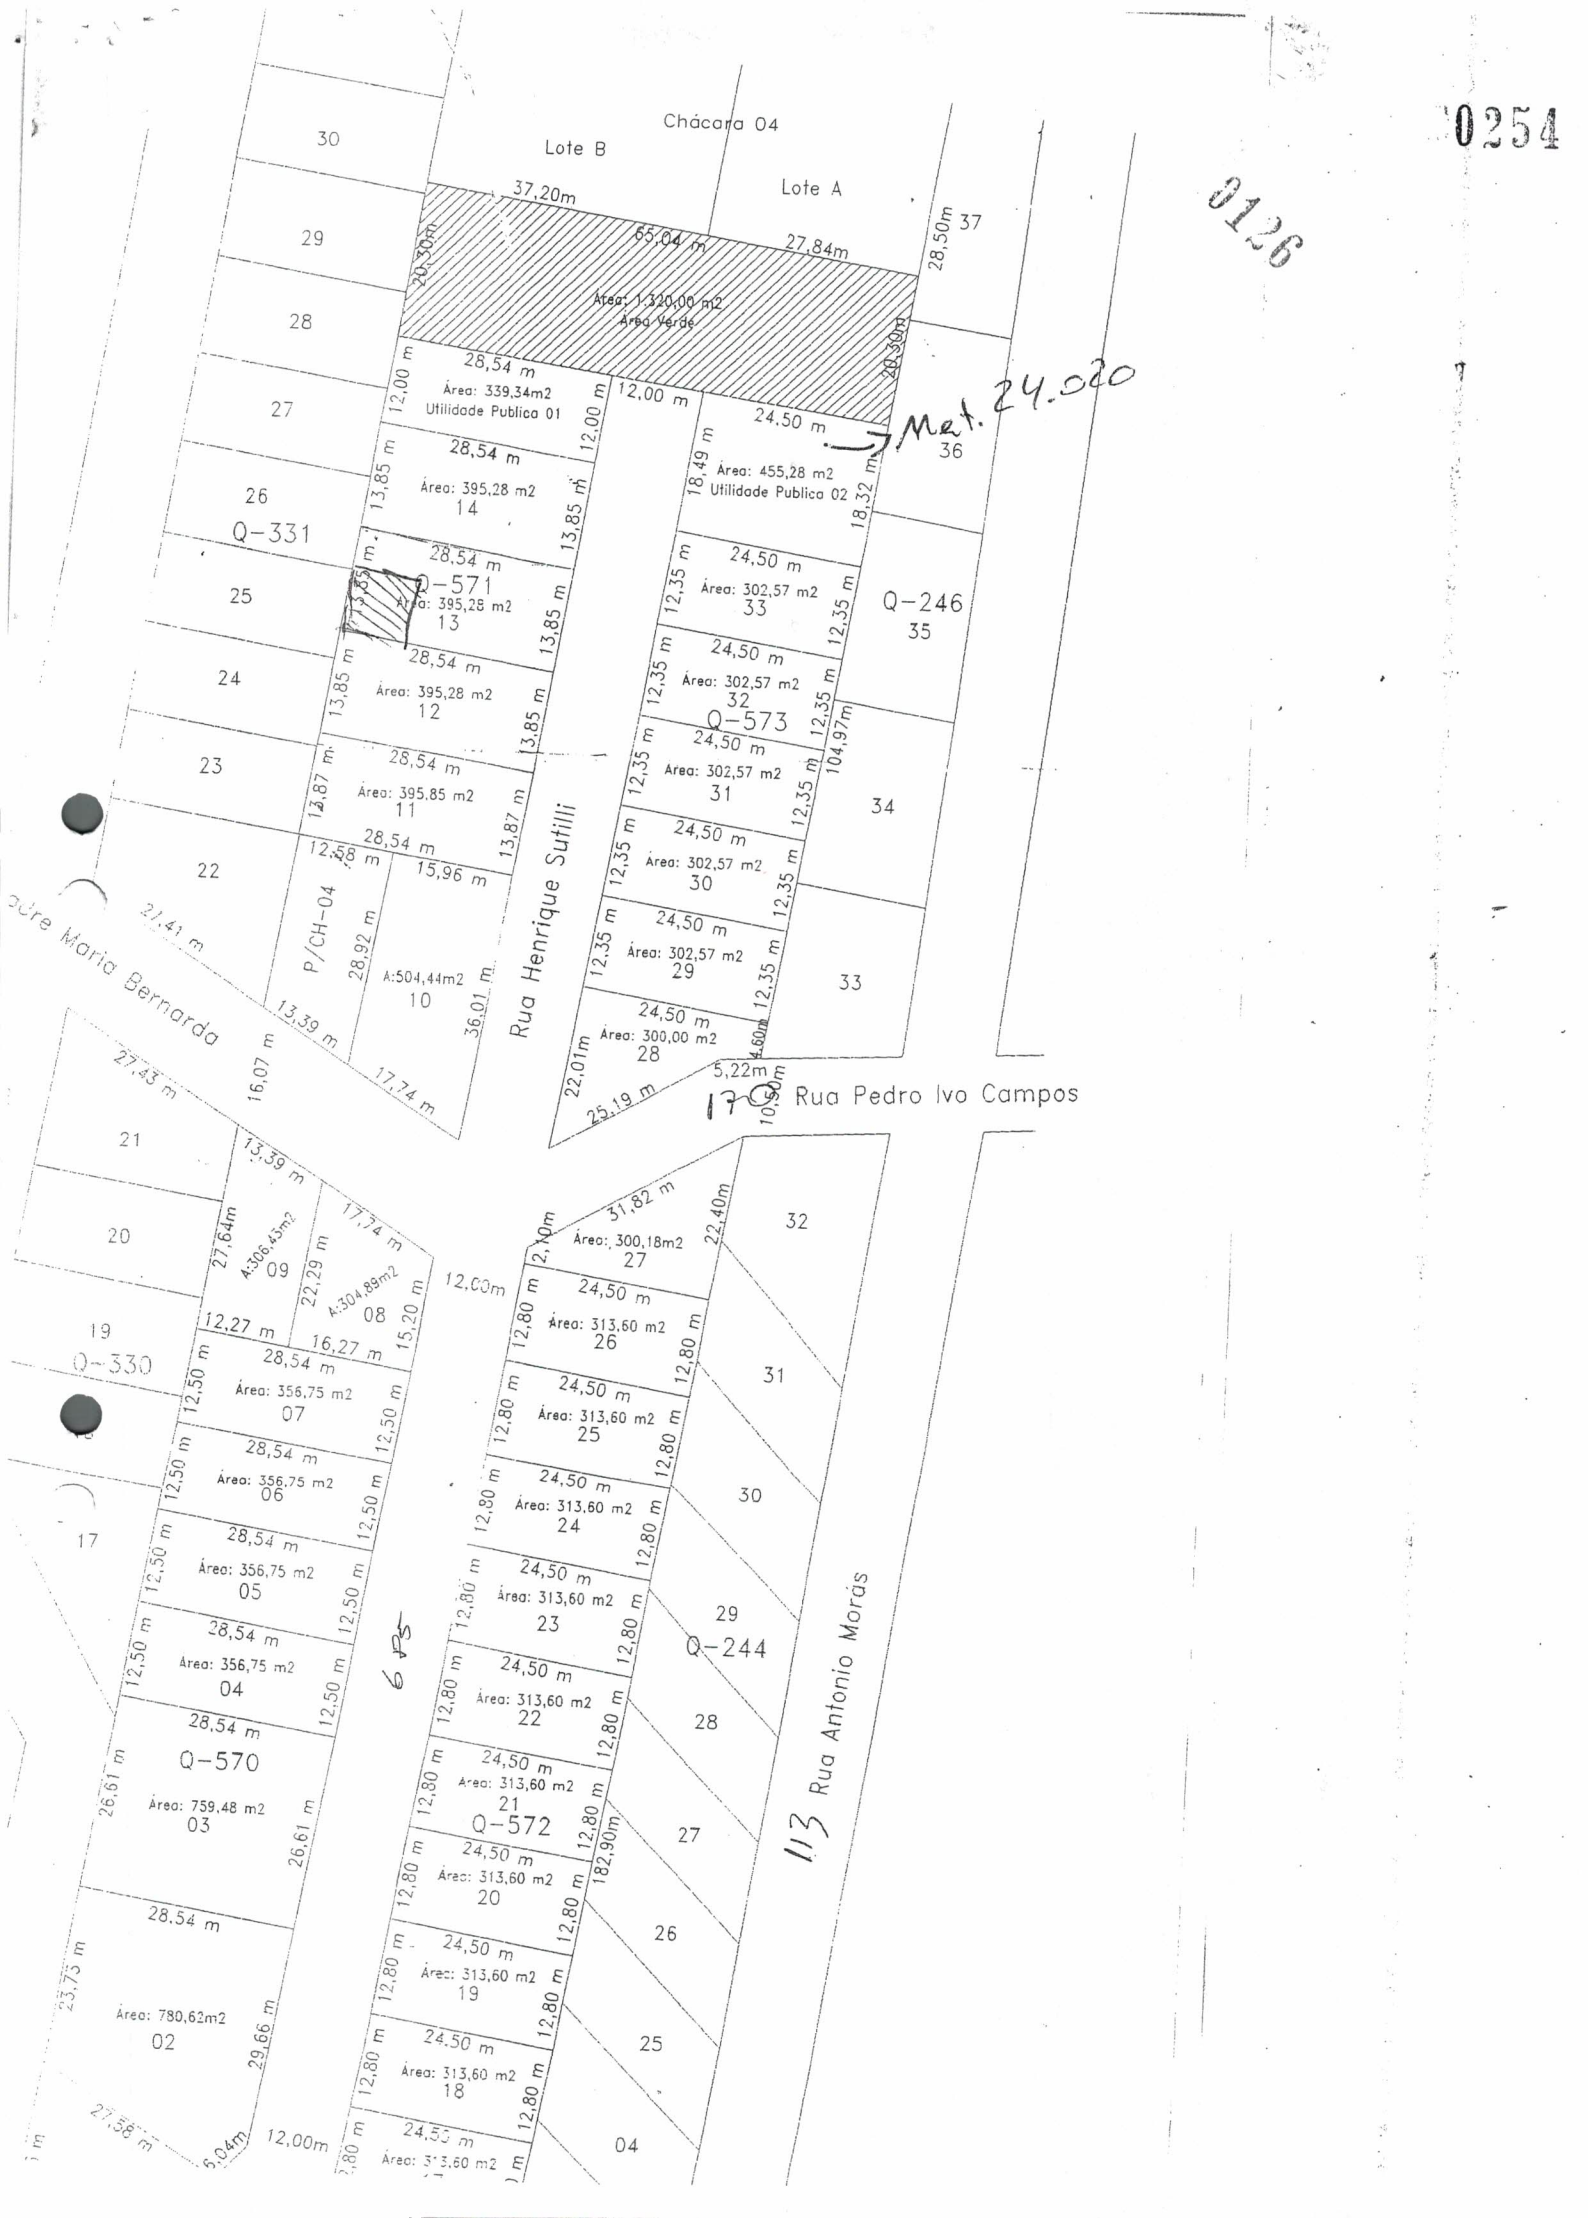 0254
0126
Chácara 04
Lote B
Lote A
30
37,20m
65,04 m
27,84m
28,50m
37
29
20,30m
Área: 1.320,00 m2
Área Verde
20,30m
28
28,54 m
12,00 m
Área: 339,34m2
Utilidade Publica 01
12,00 m
12,00 m
24.50 m
Mat. 24.020
36
27
28,54 m
13,85 m
Área: 395,28 m2
14
13,85 m
18,49 m
Área: 455,28 m2
Utilidade Publica 02
18,32 m
26
Q-331
28,54 m
Q-571
13,85 m
395,28 m2
13
13,85 m
24,50 m
12,35 m
Área: 302,57 m2
33
12,35 m
Q-246
35
25
28,54 m
13,85 m
Área: 395,28 m2
12
13,85 m
24,50 m
12,35 m
Área: 302,57 m2
32
Q-573
12,35 m
104,97m
24
28,54 m
13,87 m
Área: 395,85 m2
11
13,87 m
28,54 m
24,50 m
12,35 m
Área: 302,57 m2
31
12,35 m
34
23
12,58 m
15,96 m
Rua Henrique Sutilli
24,50 m
12,35 m
Área: 302,57 m2
30
12,35 m
22
27,41 m
P/CH-04
28,92 m
A:504,44m2
10
36,01 m
24,50 m
12,35 m
Área: 302,57 m2
29
12,35 m
33
adre Maria Bernarda
13,39 m
17,74 m
16,07 m
24,50 m
Área: 300,00 m2
28
4,60m
22,01m
25,19 m
5,22m
10,50m
170
Rua Pedro Ivo Campos
27,43 m
21
13,39 m
17,74 m
31,82 m
22,40m
32
20
27,64m
A:306,45m2
09
22,29 m
A:304,89m2
08
15,20 m
12,00m
2,10m
Área: 300,18m2
27
19
Q-330
12,27 m
16,27 m
24,50 m
12,80 m
Área: 313,60 m2
26
12,80 m
31
28,54 m
12,50 m
Área: 356,75 m2
07
12,50 m
24,50 m
12,80 m
Área: 313,60 m2
25
12,80 m
28,54 m
12,50 m
Área: 356,75 m2
06
12,50 m
24,50 m
12,80 m
Área: 313,60 m2
24
12,80 m
30
17
28,54 m
12,50 m
Área: 356,75 m2
05
12,50 m
24,50 m
12,80 m
Área: 313,60 m2
23
12,80 m
29
Q-244
28,54 m
12,50 m
Área: 356,75 m2
04
12,50 m
24,50 m
12,80 m
Área: 313,60 m2
22
12,80 m
28
28,54 m
Q-570
26,61 m
Área: 759,48 m2
03
26,61 m
24,50 m
12,80 m
Área: 313,60 m2
21
Q-572
12,80 m
182,90m
27
113 Rua Antonio Morás
24,50 m
12,80 m
Área: 313,60 m2
20
12,80 m
26
28.54 m
23,73 m
Área: 780,62m2
02
29,66 m
24,50 m
12,80 m
Área: 313,60 m2
19
12,80 m
25
24.50 m
12,80 m
Área: 313,60 m2
18
12,80 m
27,58 m
6,04m
12,00m
24,50 m
2,80 m
Área: 313,60 m2
04